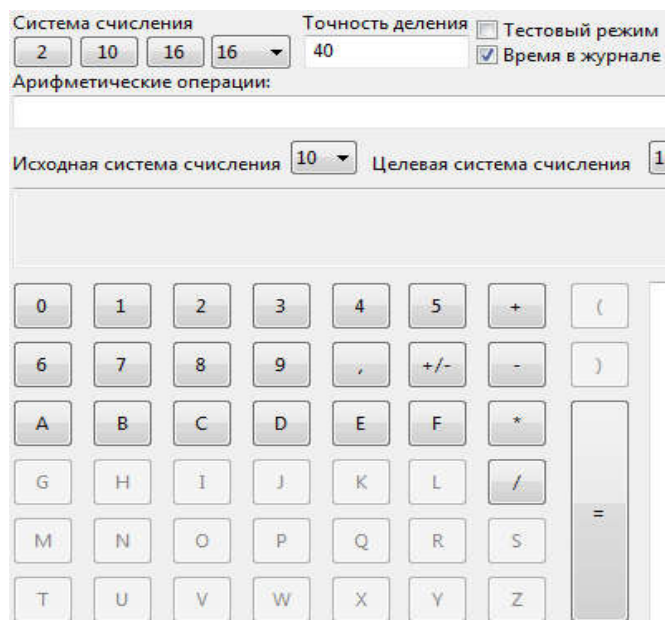 Система счисления Точность деления Тестовый режим
2 10 16 16 40 Время в журнале
Арифметические операции:
Исходная система счисления 10 Целевая система счисления 1
0 1 2 3 4 5 + (
6 7 8 9 , +/- - )
A B C D E F *
G H I J K L / =
M N O P Q R S
T U V W X Y Z